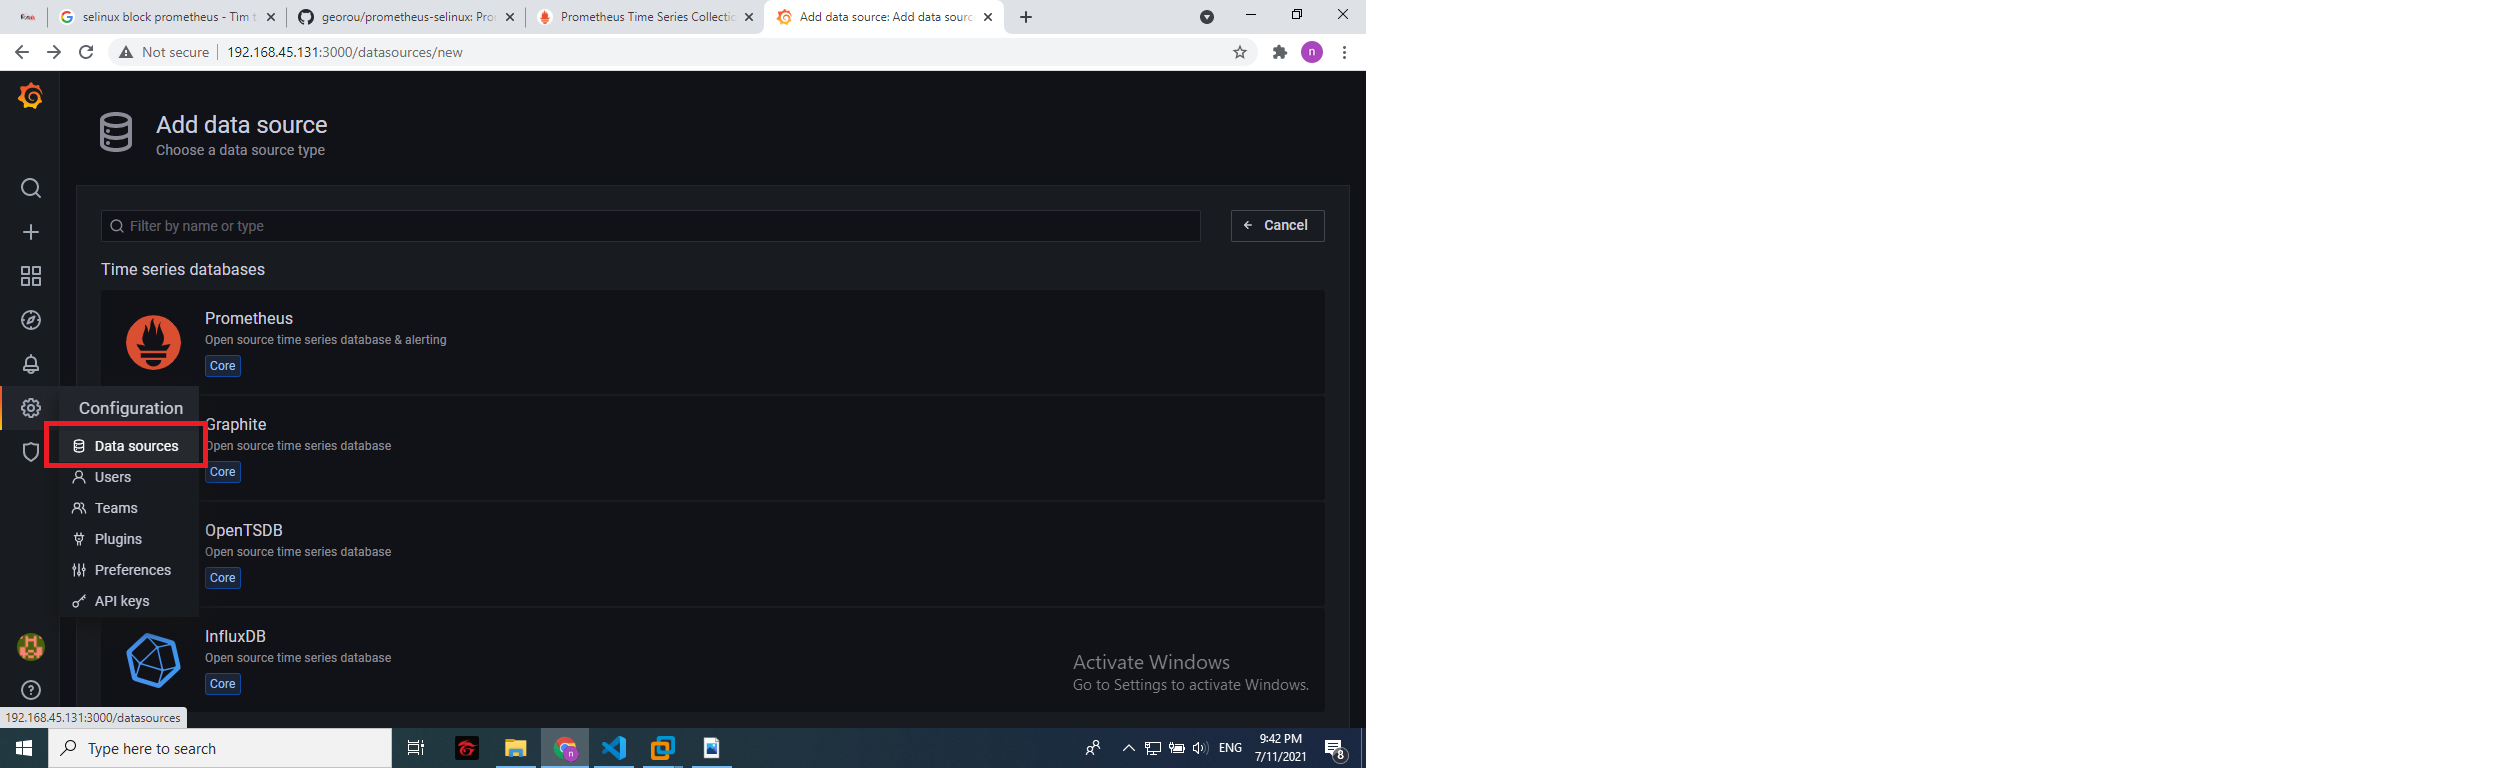 selinux block prometheus - Tim t
georou/prometheus-selinux: Pro
Prometheus Time Series Collectio
Add data source: Add data sourc
Not secure
192.168.45.131:3000/datasources/new
n
Add data source
Choose a data source type
Filter by name or type
Cancel
Time series databases
Prometheus
Open source time series database & alerting
Core
Configuration
Graphite
Data sources
Open source time series database
Core
Users
Teams
OpenTSDB
Plugins
Open source time series database
Preferences
Core
API keys
InfluxDB
Open source time series database
Core
Activate Windows
Go to Settings to activate Windows.
192.168.45.131:3000/datasources
Type here to search
n
ENG
9:42 PM
7/11/2021
8